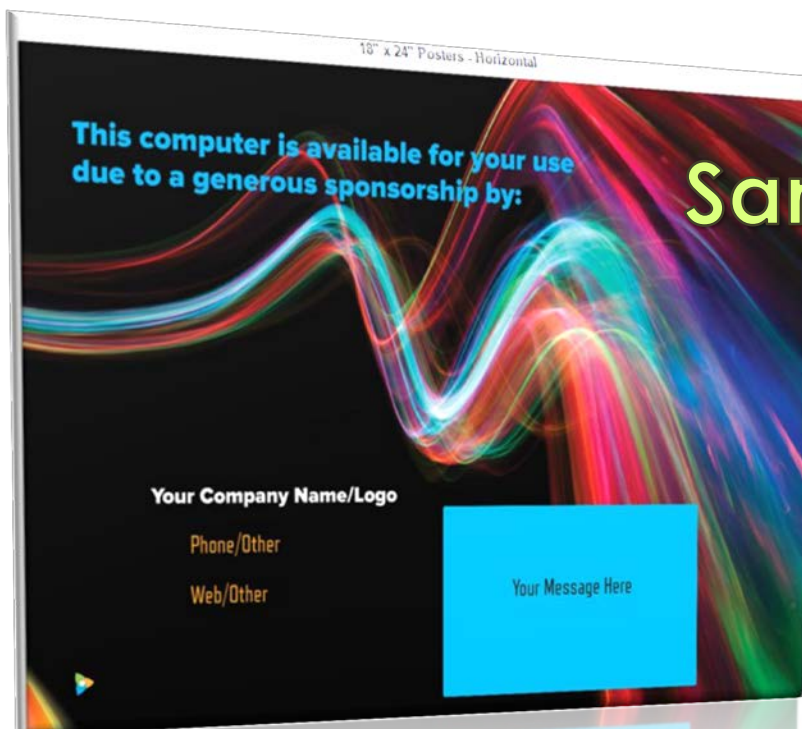 18" x 24" Posters - Horizontal
This computer is available for your use
due to a generous sponsorship by:
Your Company Name/Logo
Phone/Other
Web/Other
Your Message Here